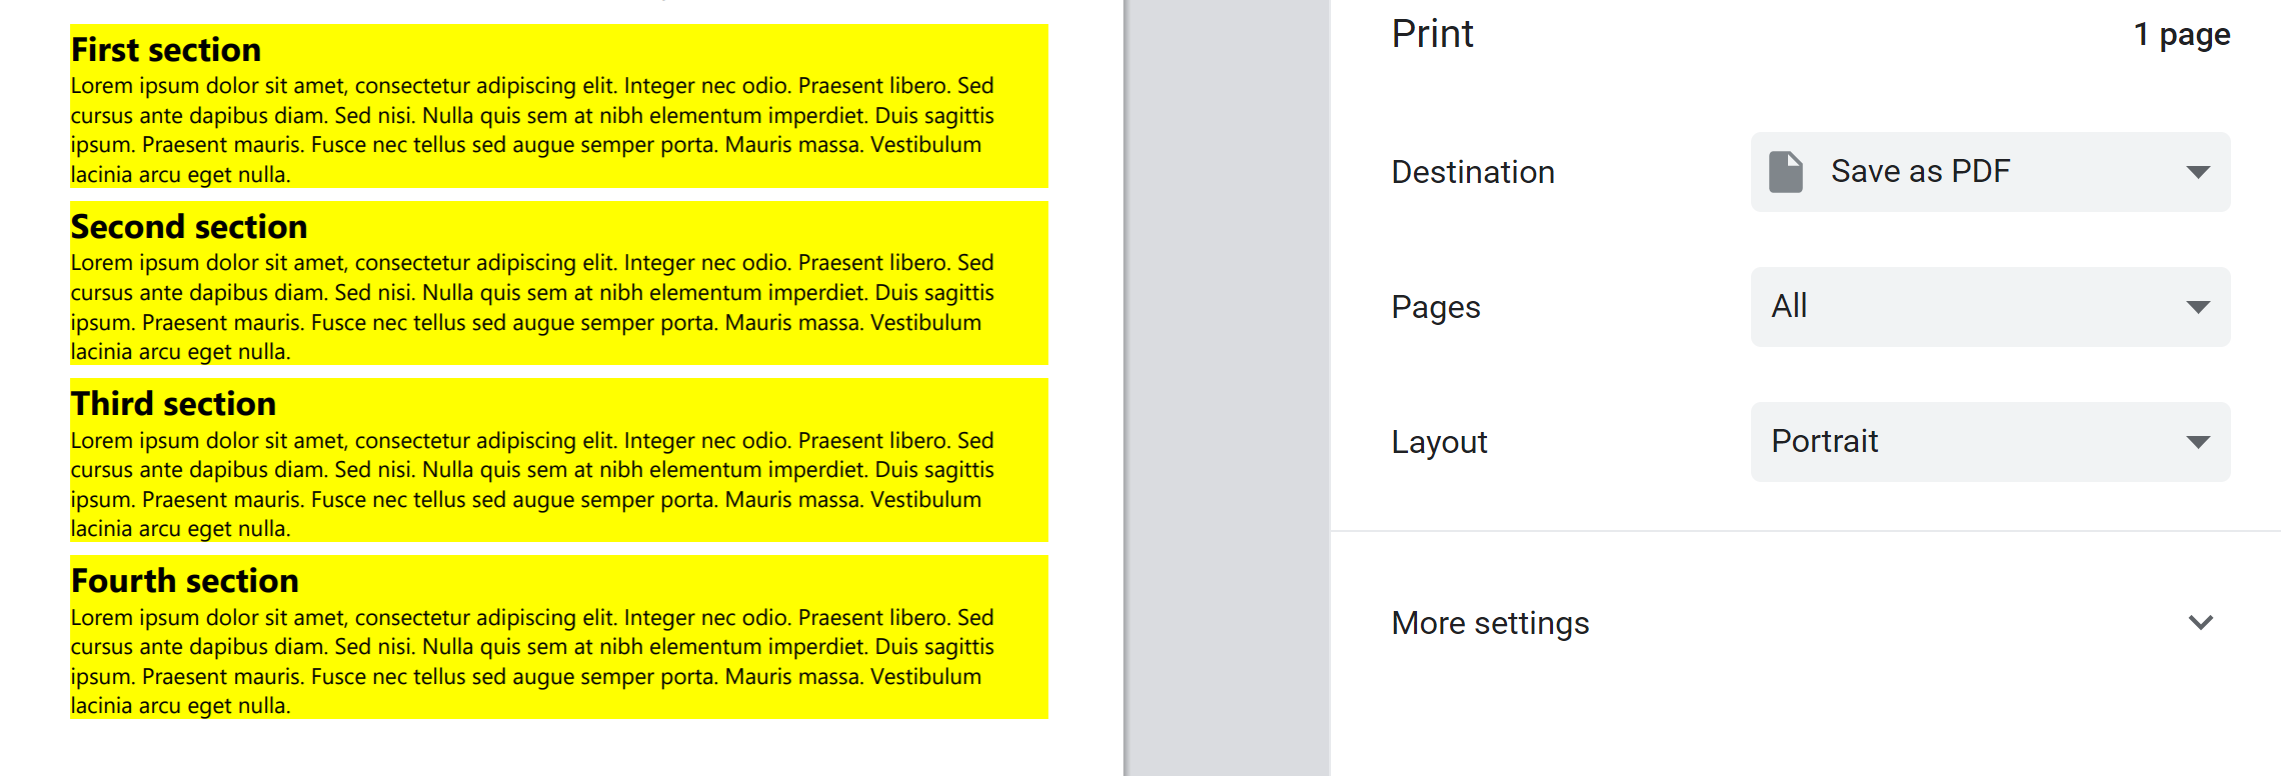 First section
Lorem ipsum dolor sit amet, consectetur adipiscing elit. Integer nec odio. Praesent libero. Sed
cursus ante dapibus diam. Sed nisi. Nulla quis sem at nibh elementum imperdiet. Duis sagittis
ipsum. Praesent mauris. Fusce nec tellus sed augue semper porta. Mauris massa. Vestibulum
lacinia arcu eget nulla.
Second section
Lorem ipsum dolor sit amet, consectetur adipiscing elit. Integer nec odio. Praesent libero. Sed
cursus ante dapibus diam. Sed nisi. Nulla quis sem at nibh elementum imperdiet. Duis sagittis
ipsum. Praesent mauris. Fusce nec tellus sed augue semper porta. Mauris massa. Vestibulum
lacinia arcu eget nulla.
Third section
Lorem ipsum dolor sit amet, consectetur adipiscing elit. Integer nec odio. Praesent libero. Sed
cursus ante dapibus diam. Sed nisi. Nulla quis sem at nibh elementum imperdiet. Duis sagittis
ipsum. Praesent mauris. Fusce nec tellus sed augue semper porta. Mauris massa. Vestibulum
lacinia arcu eget nulla.
Fourth section
Lorem ipsum dolor sit amet, consectetur adipiscing elit. Integer nec odio. Praesent libero. Sed
cursus ante dapibus diam. Sed nisi. Nulla quis sem at nibh elementum imperdiet. Duis sagittis
ipsum. Praesent mauris. Fusce nec tellus sed augue semper porta. Mauris massa. Vestibulum
lacinia arcu eget nulla.
Print 1 page
Destination Save as PDF
Pages All
Layout Portrait
More settings